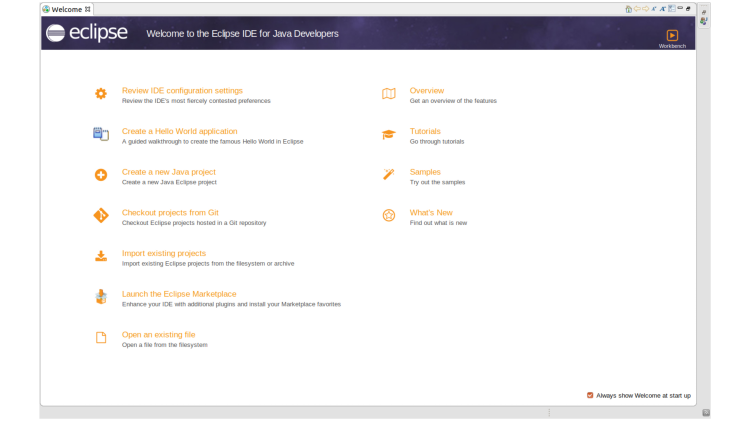 Welcome
eclipse
Welcome to the Eclipse IDE for Java Developers
Workbench
Review IDE configuration settings
Review the IDE's most fiercely contested preferences
Create a Hello World application
A guided walkthrough to create the famous Hello World in Eclipse
Create a new Java project
Create a new Java Eclipse project
Checkout projects from Git
Checkout Eclipse projects hosted in a Git repository
Import existing projects
Import existing Eclipse projects from the filesystem or archive
Launch the Eclipse Marketplace
Enhance your IDE with additional plugins and install your Marketplace favorites
Open an existing file
Open a file from the filesystem
Overview
Get an overview of the features
Tutorials
Go through tutorials
Samples
Try out the samples
What's New
Find out what is new
Always show Welcome at start up